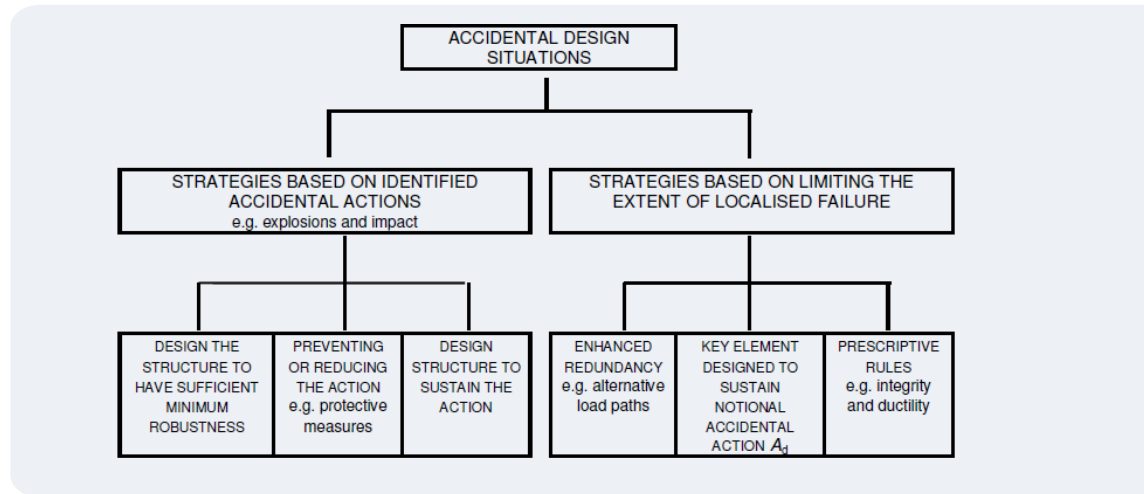 ACCIDENTAL DESIGN
SITUATIONS
STRATEGIES BASED ON IDENTIFIED
ACCIDENTAL ACTIONS
e.g. explosions and impact
STRATEGIES BASED ON LIMITING THE
EXTENT OF LOCALISED FAILURE
DESIGN THE
STRUCTURE TO
HAVE SUFFICIENT
MINIMUM
ROBUSTNESS
PREVENTING
OR REDUCING
THE ACTION
e.g. protective
measures
DESIGN
STRUCTURE TO
SUSTAIN THE
ACTION
ENHANCED
REDUNDANCY
e.g. alternative
load paths
KEY ELEMENT
DESIGNED TO
SUSTAIN
NOTIONAL
ACCIDENTAL
ACTION Ad
PRESCRIPTIVE
RULES
e.g. integrity
and ductility